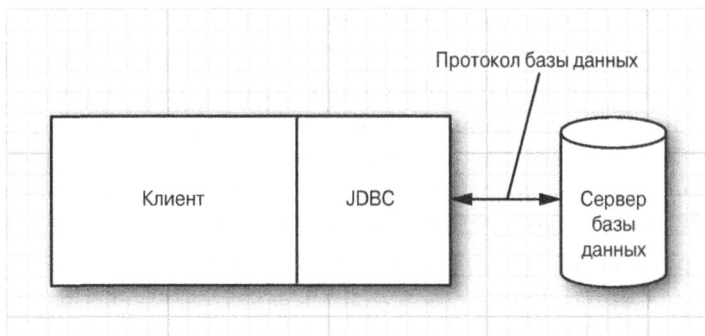 Протокол базы данных
Клиент
JDBC
Сервер
базы
данных